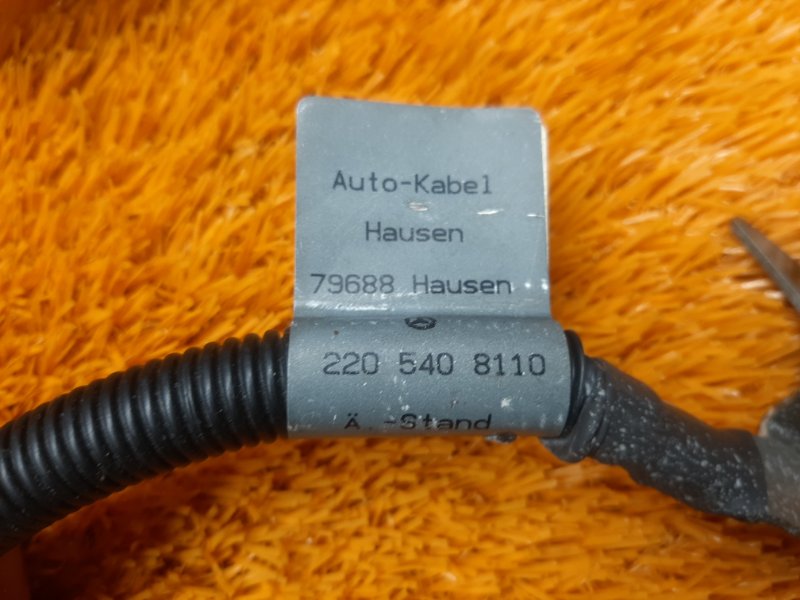 Auto-Kabel
Hausen
79688 Hausen
220 540 8110
Ä.-Stand